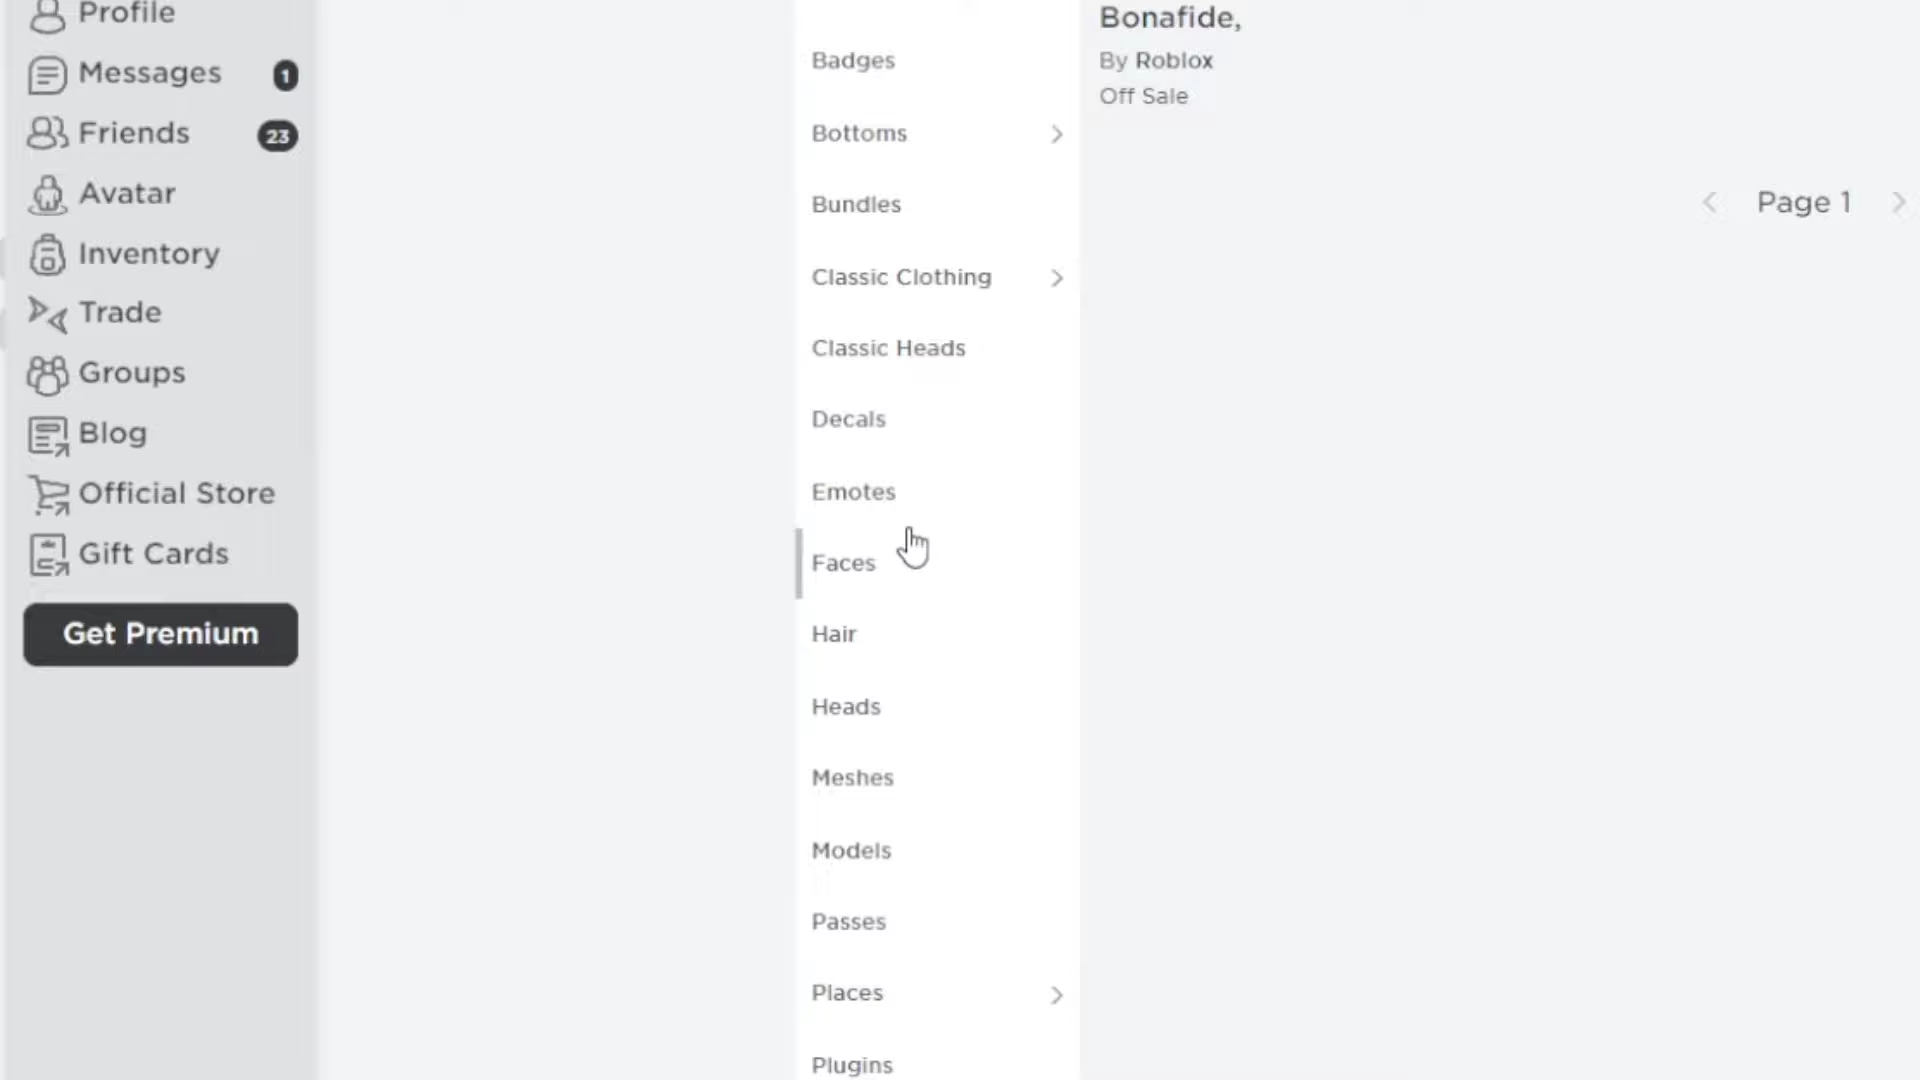 Profile
Messages 1
Friends 23
Avatar
Inventory
Trade
Groups
Blog
Official Store
Gift Cards
Get Premium
Badges
Bottoms
Bundles
Classic Clothing
Classic Heads
Decals
Emotes
Faces
Hair
Heads
Meshes
Models
Passes
Places
Plugins
Bonafide,
By Roblox
Off Sale
Page 1